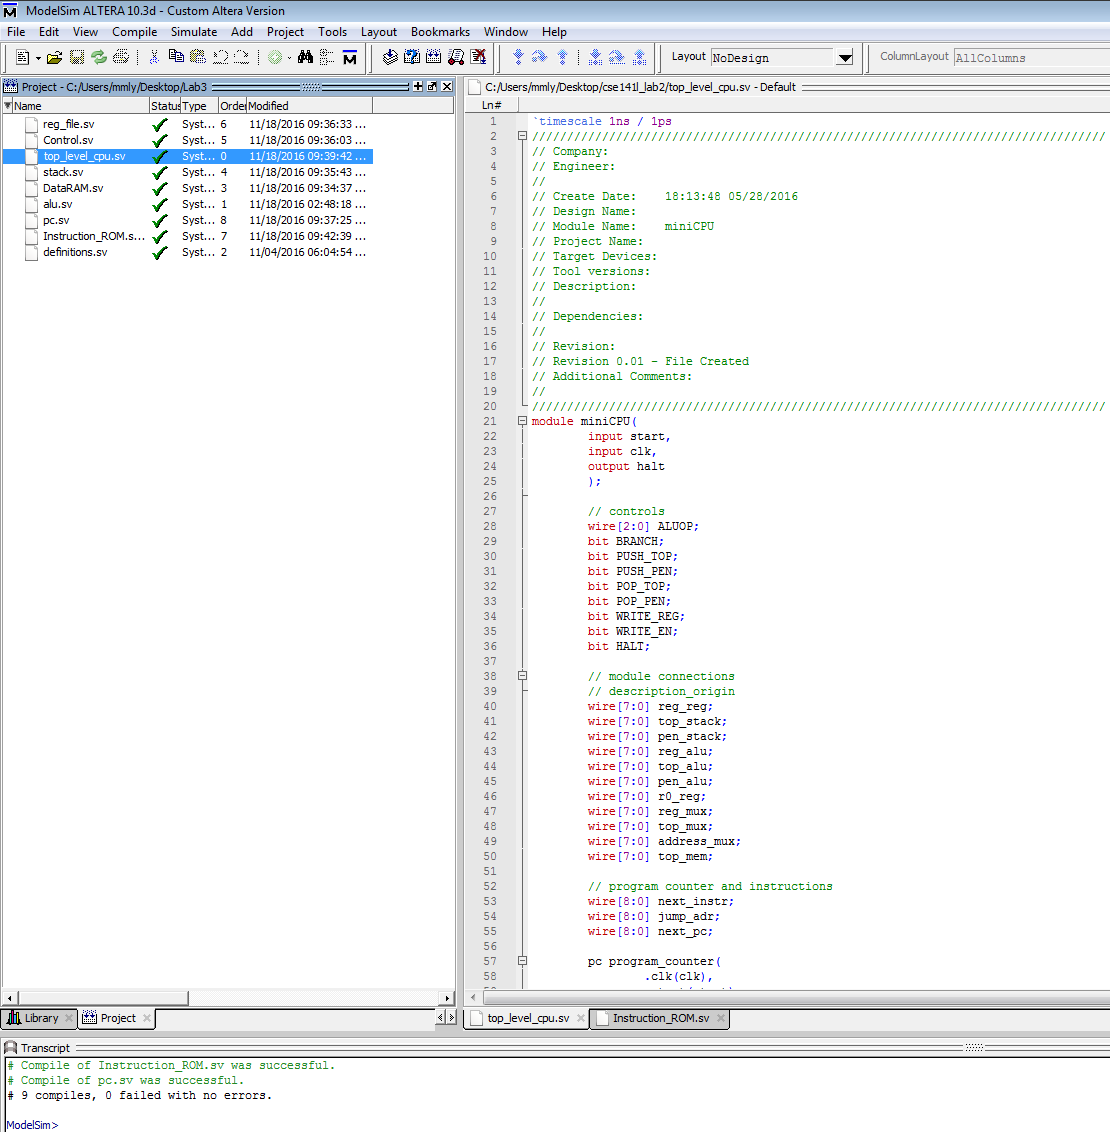 ModelSim ALTERA 10.3d - Custom Altera Version
File Edit View Compile Simulate Add Project Tools Layout Bookmarks Window Help
Layout NoDesign ColumnLayout AllColumns
Project - C:/Users/mmly/Desktop/Lab3
Name Status Type Order Modified
reg_file.sv Syst... 6 11/18/2016 09:36:33 ...
Control.sv Syst... 5 11/18/2016 09:36:03 ...
top_level_cpu.sv Syst... 0 11/18/2016 09:39:42 ...
stack.sv Syst... 4 11/18/2016 09:35:43 ...
DataRAM.sv Syst... 3 11/18/2016 09:34:37 ...
alu.sv Syst... 1 11/18/2016 02:48:18 ...
pc.sv Syst... 8 11/18/2016 09:37:25 ...
Instruction_ROM.s... Syst... 7 11/18/2016 09:42:39 ...
definitions.sv Syst... 2 11/04/2016 06:04:54 ...
Library Project
C:/Users/mmly/Desktop/cse141l_lab2/top_level_cpu.sv - Default
Ln#
1 `timescale 1ns / 1ps
2 //////////////////////////////////////////////////////////////////////////////////
3 // Company:
4 // Engineer:
5 //
6 // Create Date:    18:13:48 05/28/2016
7 // Design Name:
8 // Module Name:    miniCPU
9 // Project Name:
10 // Target Devices:
11 // Tool versions:
12 // Description:
13 //
14 // Dependencies:
15 //
16 // Revision:
17 // Revision 0.01 - File Created
18 // Additional Comments:
19 //
20 //////////////////////////////////////////////////////////////////////////////////
21 module miniCPU(
22 input start,
23 input clk,
24 output halt
25 );
26
27 // controls
28 wire[2:0] ALUOP;
29 bit BRANCH;
30 bit PUSH_TOP;
31 bit PUSH_PEN;
32 bit POP_TOP;
33 bit POP_PEN;
34 bit WRITE_REG;
35 bit WRITE_EN;
36 bit HALT;
37
38 // module connections
39 // description_origin
40 wire[7:0] reg_reg;
41 wire[7:0] top_stack;
42 wire[7:0] pen_stack;
43 wire[7:0] reg_alu;
44 wire[7:0] top_alu;
45 wire[7:0] pen_alu;
46 wire[7:0] r0_reg;
47 wire[7:0] reg_mux;
48 wire[7:0] top_mux;
49 wire[7:0] address_mux;
50 wire[7:0] top_mem;
51
52 // program counter and instructions
53 wire[8:0] next_instr;
54 wire[8:0] jump_adr;
55 wire[8:0] next_pc;
56
57 pc program_counter(
58 .clk(clk),
top_level_cpu.sv Instruction_ROM.sv
Transcript
# Compile of Instruction_ROM.sv was successful.
# Compile of pc.sv was successful.
# 9 compiles, 0 failed with no errors.
ModelSim>